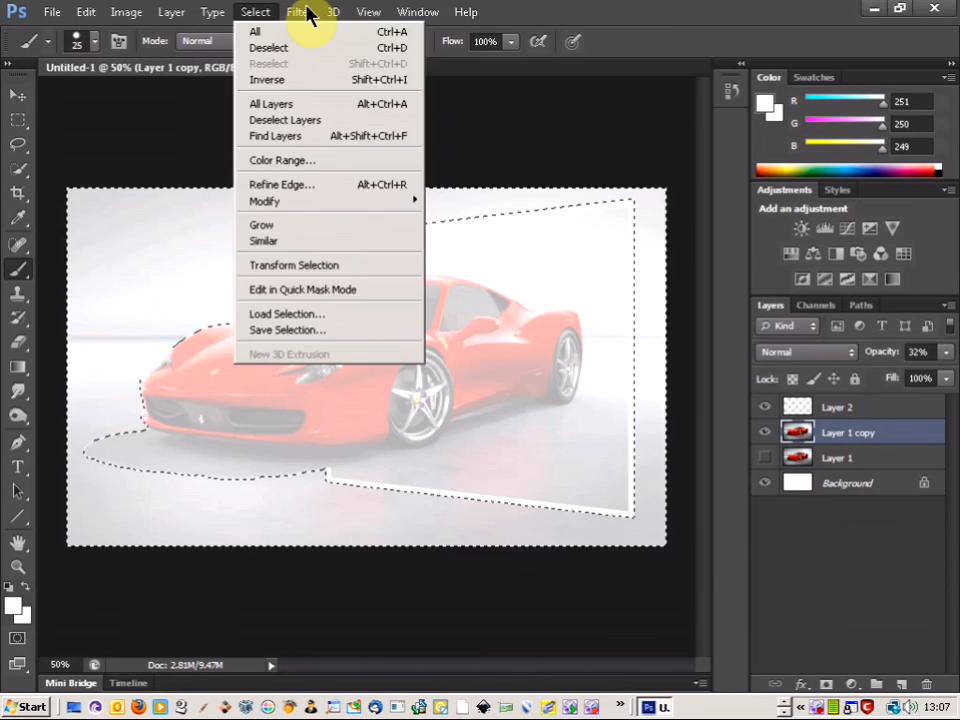 Ps File Edit Image Layer Type Select Filter 3D View Window Help
25 Mode: Normal Flow: 100%
Untitled-1 @ 50% (Layer 1 copy, RGB/8
All Ctrl+A
Deselect Ctrl+D
Reselect Shift+Ctrl+D
Inverse Shift+Ctrl+I
All Layers Alt+Ctrl+A
Deselect Layers
Find Layers Alt+Shift+Ctrl+F
Color Range...
Refine Edge... Alt+Ctrl+R
Modify
Grow
Similar
Transform Selection
Edit in Quick Mask Mode
Load Selection...
Save Selection...
New 3D Extrusion
Color Swatches
R 251
G 250
B 249
Adjustments Styles
Add an adjustment
Layers Channels Paths
Kind
Normal Opacity: 32%
Lock: Fill: 100%
Layer 2
Layer 1 copy
Layer 1
Background
fx
50% Doc: 2.81M/9.47M
Mini Bridge Timeline
Start Ps u. 13:07